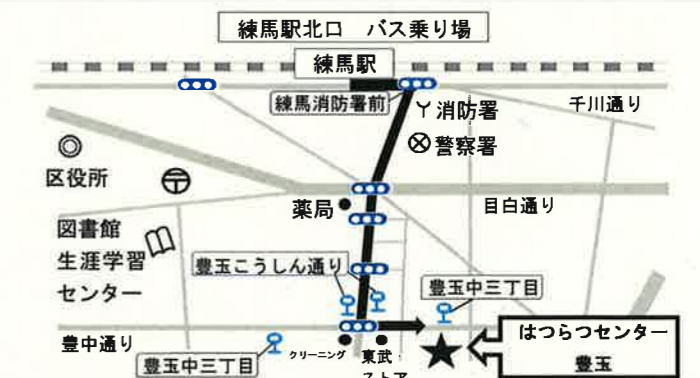 練馬駅北口 バス乗り場
練馬駅
練馬消防署前
消防署
千川通り
警察署
区役所
薬局
目白通り
図書館
生涯学習
センター
豊玉こうしん通り
豊玉中三丁目
豊中通り
はつらつセンター
豊玉
クリーニング
東武
ストア
豊玉中三丁目